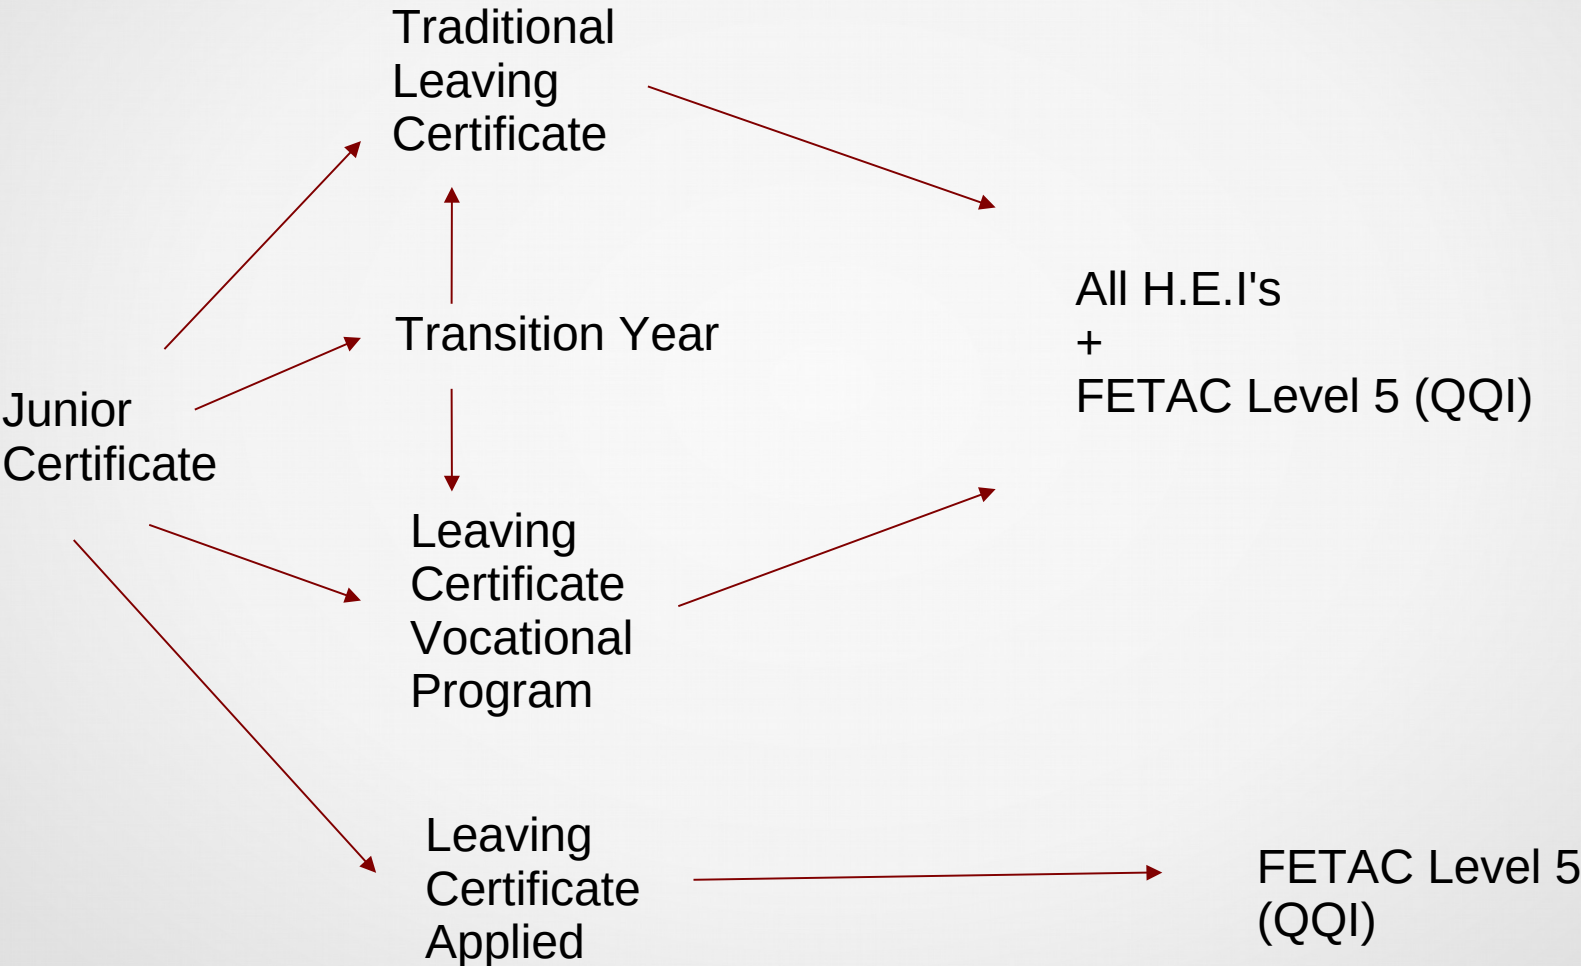 Traditional
Leaving
Certificate
Transition Year
Junior
Certificate
Leaving
Certificate
Vocational
Program
Leaving
Certificate
Applied
All H.E.I's
+
FETAC Level 5 (QQI)
FETAC Level 5
(QQI)